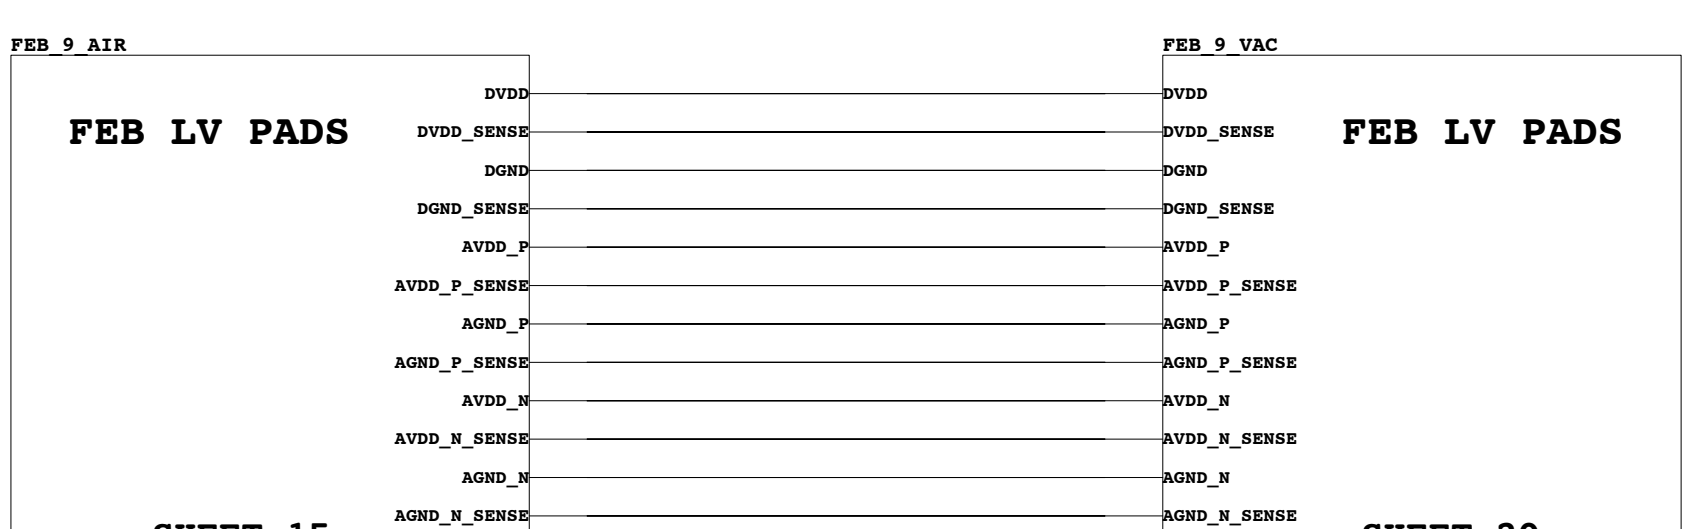 FEB_9_AIR
FEB LV PADS
DVDD
DVDD_SENSE
DGND
DGND_SENSE
AVDD_P
AVDD_P_SENSE
AGND_P
AGND_P_SENSE
AVDD_N
AVDD_N_SENSE
AGND_N
AGND_N_SENSE
FEB_9_VAC
DVDD
DVDD_SENSE
DGND
DGND_SENSE
AVDD_P
AVDD_P_SENSE
AGND_P
AGND_P_SENSE
AVDD_N
AVDD_N_SENSE
AGND_N
AGND_N_SENSE
FEB LV PADS